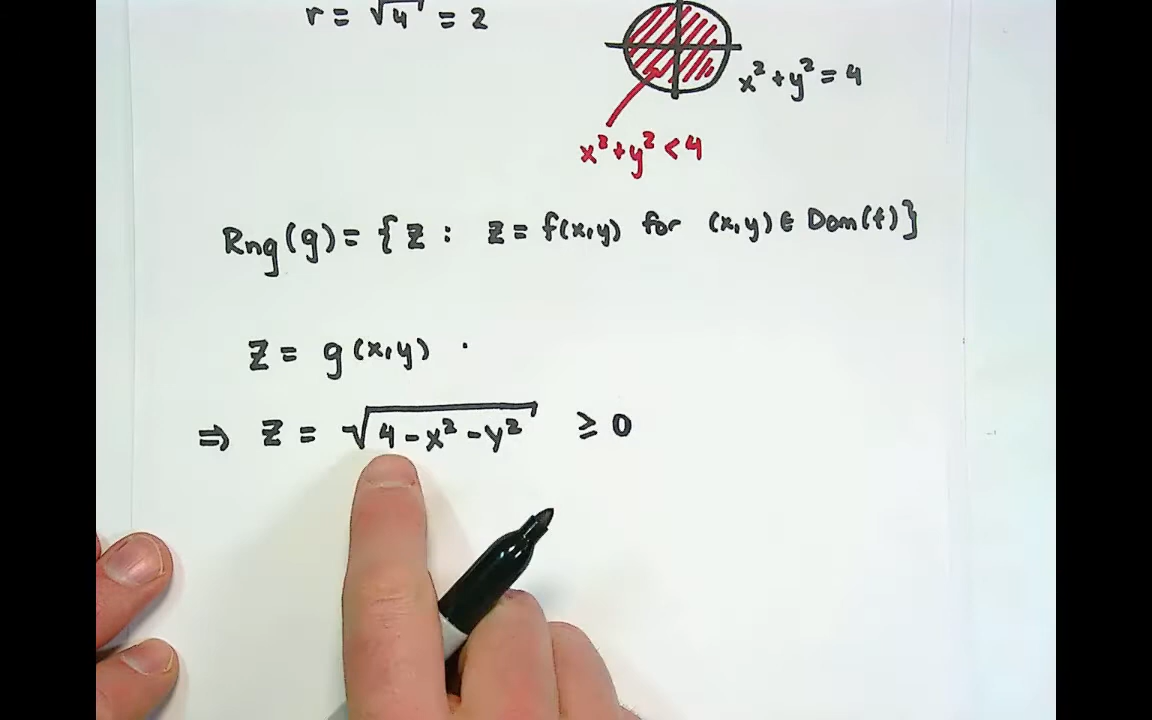 r = √4 = 2
x² + y² = 4
x² + y² < 4
Rng(g) = { z : z = f(x,y) for (x,y) ∈ Dom(f) }
z = g(x,y)
⇒ z = √(4 - x² - y²) ≥ 0